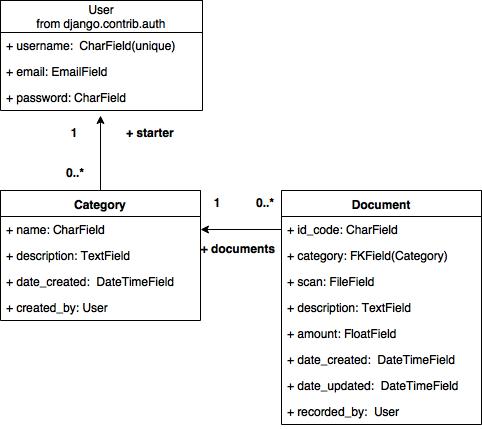 User
from django.contrib.auth
+ username:  CharField(unique)
+ email: EmailField
+ password: CharField
1
+ starter
0..*
Category
+ name: CharField
+ description: TextField
+ date_created:  DateTimeField
+ created_by: User
1
0..*
+ documents
Document
+ id_code: CharField
+ category: FKField(Category)
+ scan: FileField
+ description: TextField
+ amount: FloatField
+ date_created:  DateTimeField
+ date_updated:  DateTimeField
+ recorded_by:  User